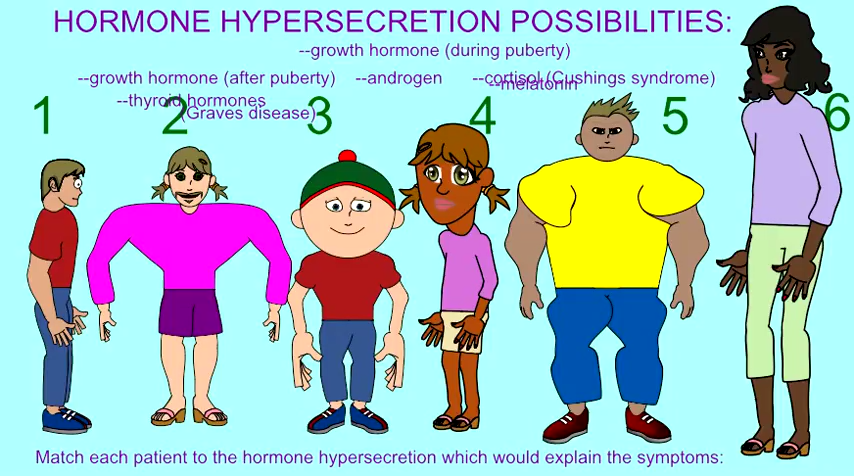 HORMONE HYPERSECRETION POSSIBILITIES:
--growth hormone (during puberty)
--growth hormone (after puberty) --androgen --cortisol (Cushings syndrome)
--melatonin
--thyroid hormones
(Graves disease)
1 2 3 4 5 6
Match each patient to the hormone hypersecretion which would explain the symptoms: